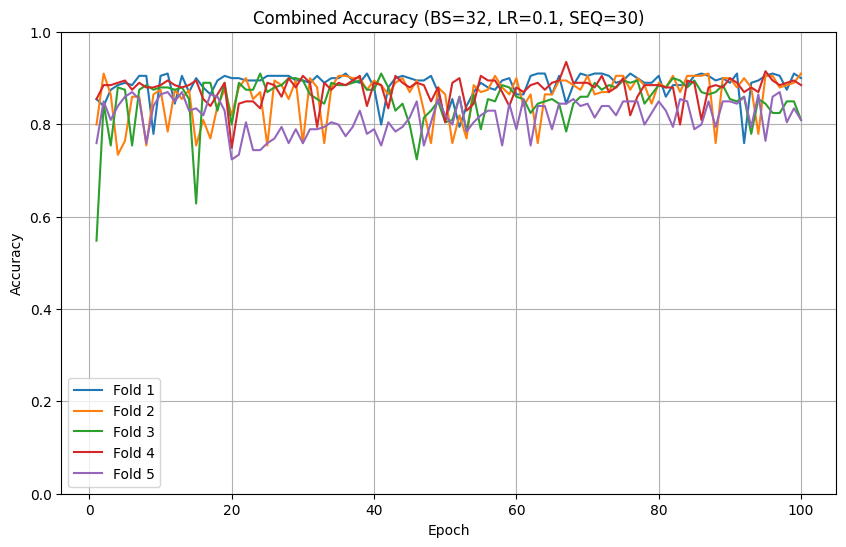 Combined Accuracy (BS=32, LR=0.1, SEQ=30)
1.0
0.8
0.6
0.4
0.2
0.0
Accuracy
Fold 1
Fold 2
Fold 3
Fold 4
Fold 5
0 20 40 60 80 100
Epoch